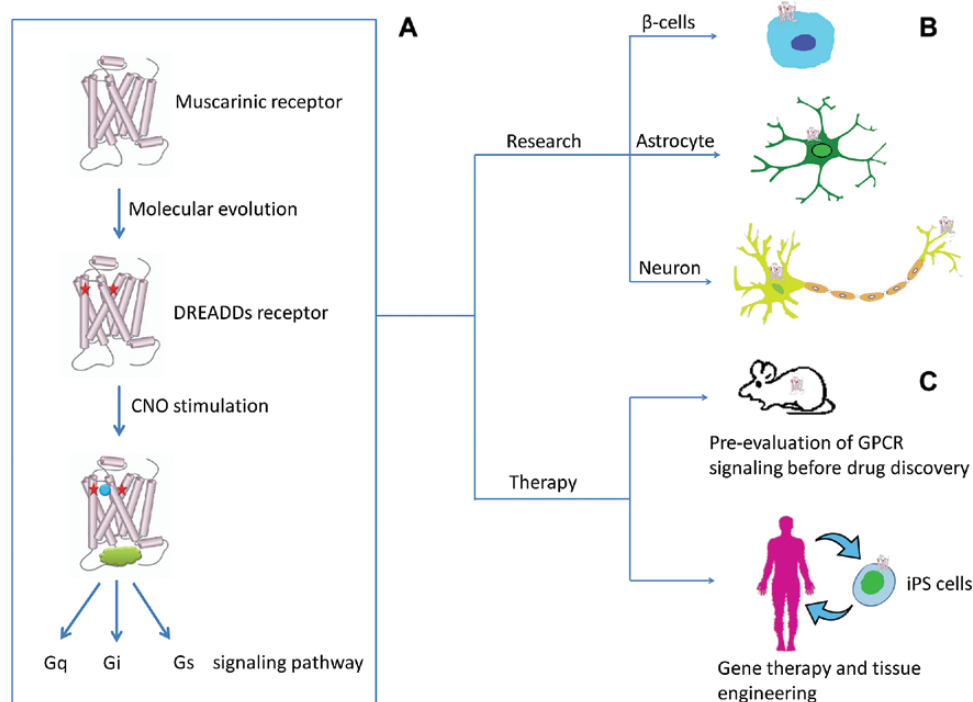 A
Muscarinic receptor
Molecular evolution
DREADDs receptor
CNO stimulation
Gq Gi Gs signaling pathway
Research
Therapy
B
β-cells
Astrocyte
Neuron
C
Pre-evaluation of GPCR
signaling before drug discovery
iPS cells
Gene therapy and tissue
engineering